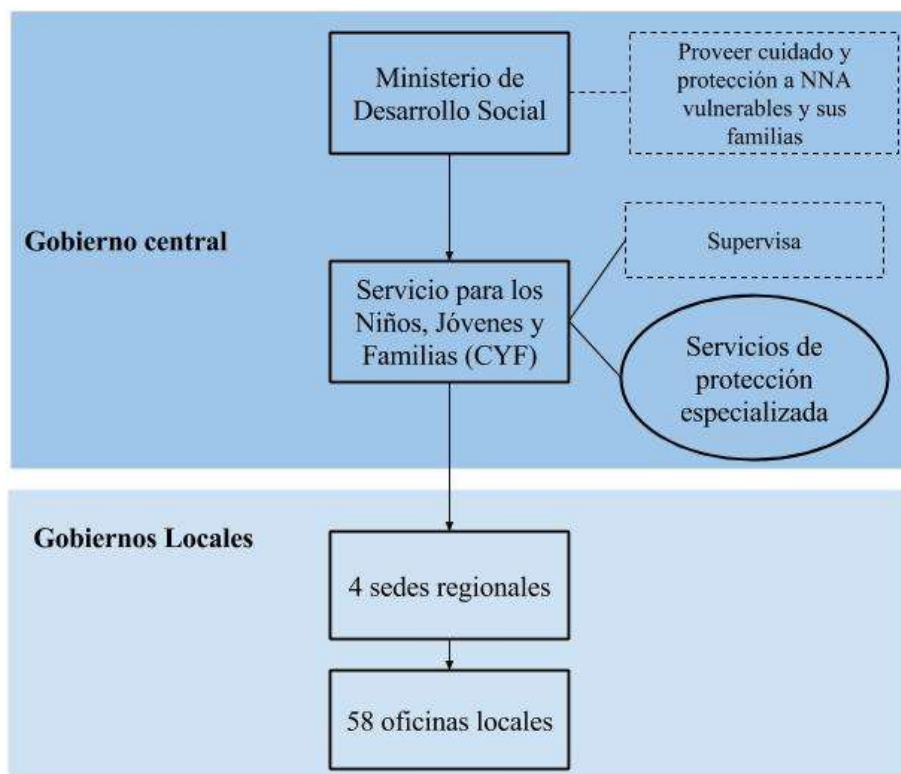 Ministerio de
Desarrollo Social
Proveer cuidado y
protección a NNA
vulnerables y sus
familias
Gobierno central
Supervisa
Servicio para los
Niños, Jóvenes y
Familias (CYF)
Servicios de
protección
especializada
Gobiernos Locales
4 sedes regionales
58 oficinas locales